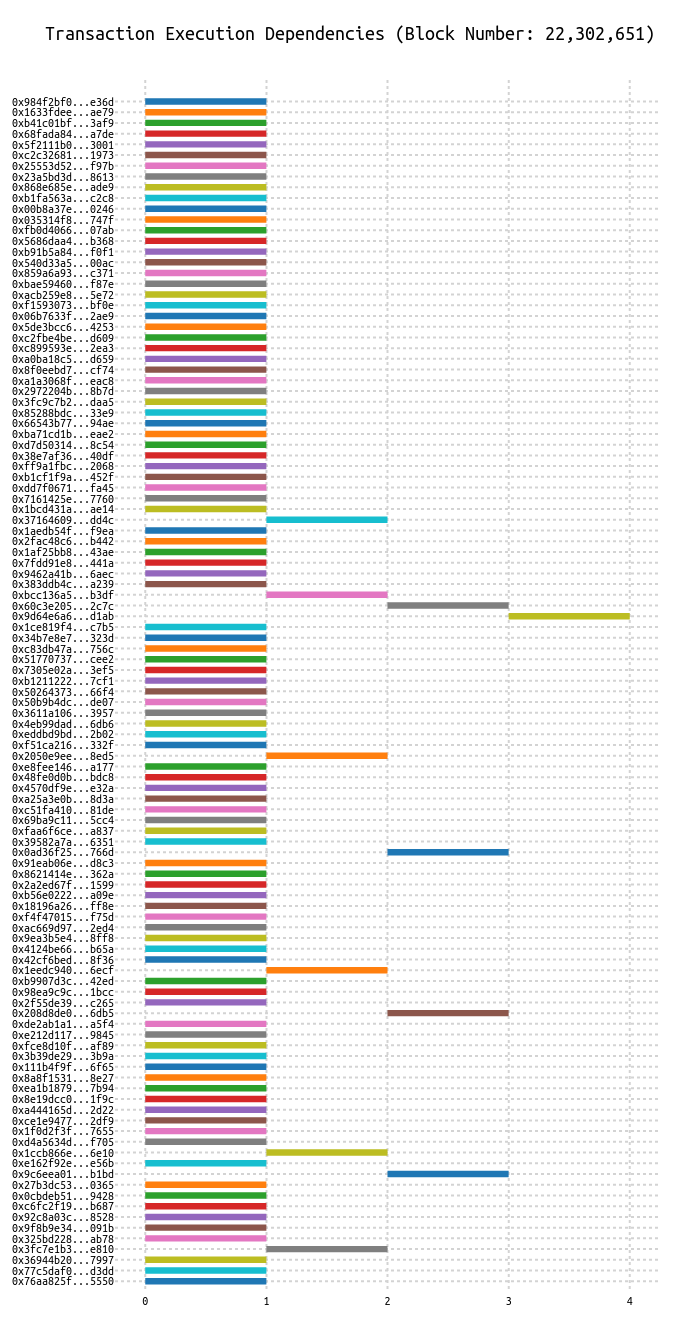 Transaction Execution Dependencies (Block Number: 22,302,651)
0x984f2bf0...e36d
0x1633fdee...ae79
0xb41c01bf...3af9
0x68fada84...a7de
0x5f2111b0...3001
0xc2c32681...1973
0x25553d52...f97b
0x23a5bd3d...8613
0x868e685e...ade9
0xb1fa563a...c2c8
0x00b8a37e...0246
0x035314f8...747f
0xfb0d4066...07ab
0x5686daa4...b368
0xb91b5a84...f0f1
0x540d33a5...00ac
0x859a6a93...c371
0xbae59460...f87e
0xacb259e8...5e72
0xf1593073...bf0e
0x06b7633f...2ae9
0x5de3bcc6...4253
0xc2fbe4be...d609
0xc899593e...2ea3
0xa0ba18c5...d659
0x8f0eebd7...cf74
0xa1a3068f...eac8
0x2972204b...8b7d
0x3fc9c7b2...daa5
0x85288bdc...33e9
0x66543b77...94ae
0xba71cd1b...eae2
0xd7d50314...8c54
0x38e7af36...40df
0xff9a1fbc...2068
0xb1cf1f9a...452f
0xdd7f0671...fa45
0x7161425e...7760
0x1bcd431a...ae14
0x37164609...dd4c
0x1aedb54f...f9ea
0x2fac48c6...b442
0x1af25bb8...43ae
0x7fdd91e8...441a
0x9462a41b...6aec
0x383ddb4c...a239
0xbcc136a5...b3df
0x60c3e205...2c7c
0x9d64e6a6...d1ab
0x1ce819f4...c7b5
0x34b7e8e7...323d
0xc83db47a...756c
0x51770737...cee2
0x7305e02a...3ef5
0xb1211222...7cf1
0x50264373...66f4
0x50b9b4dc...de07
0x3611a106...3957
0x4eb99dad...6db6
0xeddbd9bd...2b02
0xf51ca216...332f
0x2050e9ee...8ed5
0xe8fee146...a177
0x48fe0d0b...bdc8
0x4570df9e...e32a
0xa25a3e0b...8d3a
0xc51fa410...81de
0x69ba9c11...5cc4
0xfaa6f6ce...a837
0x39582a7a...6351
0x0ad36f25...766d
0x91eab06e...d8c3
0x8621414e...362a
0x2a2ed67f...1599
0xb56e0222...a09e
0x18196a26...ff8e
0xf4f47015...f75d
0xac669d97...2ed4
0x9ea3b5e4...8ff8
0x4124be66...b65a
0x42cf6bed...8f36
0x1eedc940...6ecf
0xb9907d3c...42ed
0x98ea9c9c...1bcc
0x2f55de39...c265
0x208d8de0...6db5
0xde2ab1a1...a5f4
0xe212d117...9845
0xfce8d10f...af89
0x3b39de29...3b9a
0x111b4f9f...6f65
0x8a8f1531...8e27
0xea1b1879...7b94
0x8e19dcc0...1f9c
0xa444165d...2d22
0xce1e9477...2df9
0x1f0d2f3f...7655
0xd4a5634d...f705
0x1ccb866e...6e10
0xe162f92e...e56b
0x9c6eea01...b1bd
0x27b3dc53...0365
0x0cbdeb51...9428
0xc6fc2f19...b687
0x92c8a03c...8528
0x9f8b9e34...091b
0x325bd228...ab78
0x3fc7e1b3...e810
0x36944b20...7997
0x77c5daf0...d3dd
0x76aa825f...5550
0 1 2 3 4